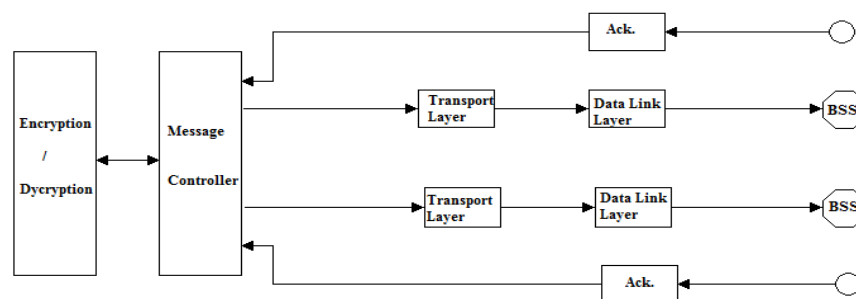 Ack.
Encryption
/
Dycryption
Message
Controller
Transport
Layer
Data Link
Layer
BSS
Transport
Layer
Data Link
Layer
BSS
Ack.